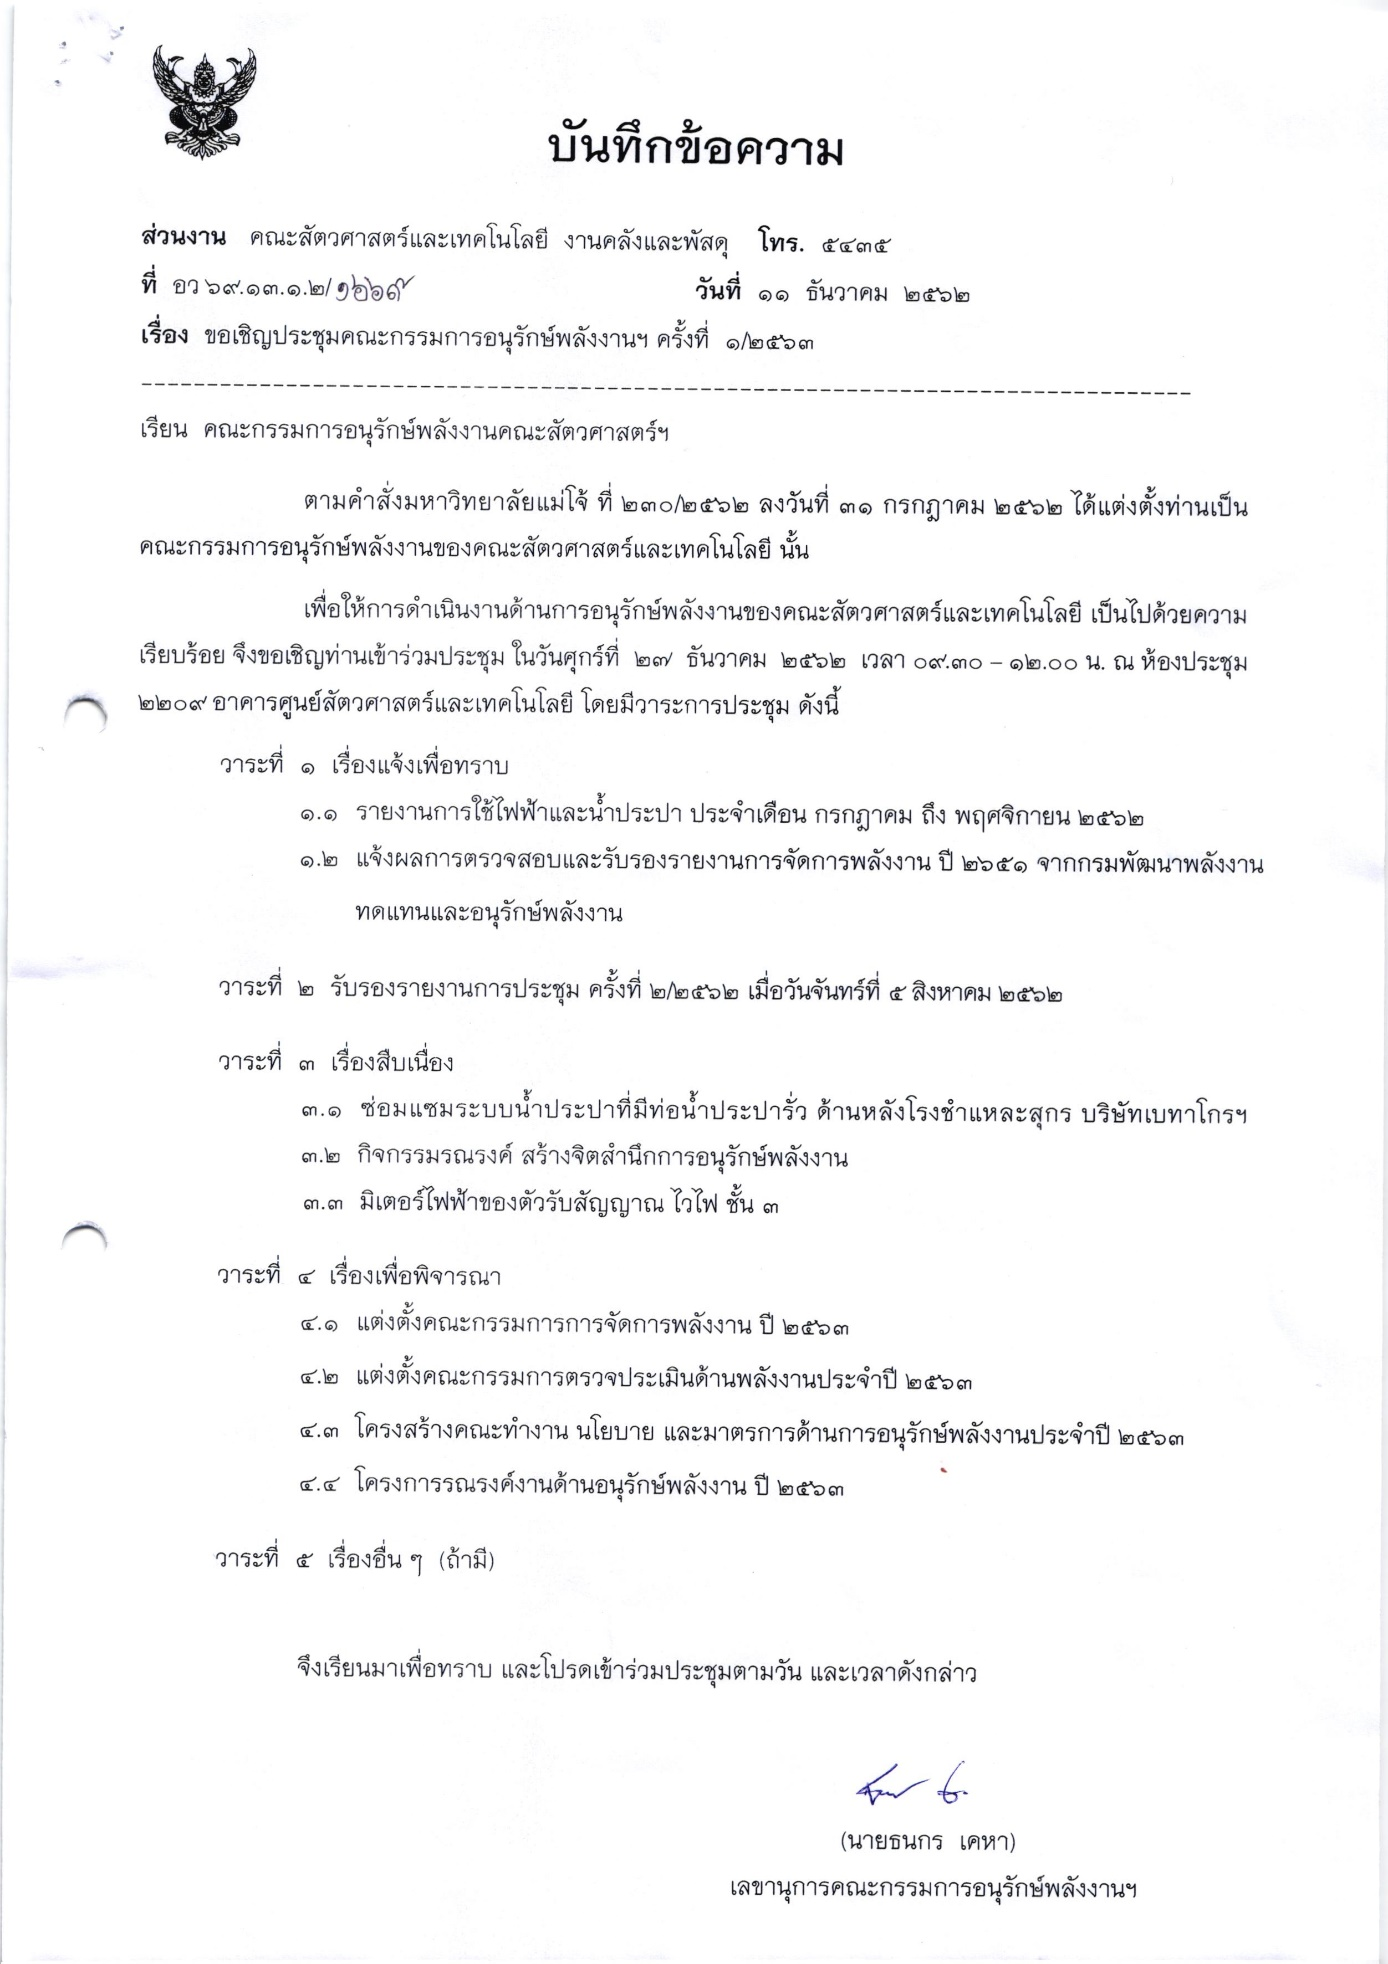 บันทึกข้อความ
ส่วนงาน คณะสัตวศาสตร์และเทคโนโลยี งานคลังและพัสดุ โทร. ๕๔๓๕
ที่ อว ๖๙.๑๓.๑.๒/๑๖๖๙ วันที่ ๑๑ ธันวาคม ๒๕๖๒
เรื่อง ขอเชิญประชุมคณะกรรมการอนุรักษ์พลังงานฯ ครั้งที่ ๑/๒๕๖๓
เรียน คณะกรรมการอนุรักษ์พลังงานคณะสัตวศาสตร์ฯ
ตามคำสั่งมหาวิทยาลัยแม่โจ้ ที่ ๒๓๐/๒๕๖๒ ลงวันที่ ๓๑ กรกฎาคม ๒๕๖๒ ได้แต่งตั้งท่านเป็น
คณะกรรมการอนุรักษ์พลังงานของคณะสัตวศาสตร์และเทคโนโลยี นั้น
เพื่อให้การดำเนินงานด้านการอนุรักษ์พลังงานของคณะสัตวศาสตร์และเทคโนโลยี เป็นไปด้วยความ
เรียบร้อย จึงขอเชิญท่านเข้าร่วมประชุม ในวันศุกร์ที่ ๒๗ ธันวาคม ๒๕๖๒ เวลา ๐๙.๓๐ – ๑๒.๐๐ น. ณ ห้องประชุม
๒๒๐๙ อาคารศูนย์สัตวศาสตร์และเทคโนโลยี โดยมีวาระการประชุม ดังนี้
วาระที่ ๑ เรื่องแจ้งเพื่อทราบ
๑.๑ รายงานการใช้ไฟฟ้าและน้ำประปา ประจำเดือน กรกฎาคม ถึง พฤศจิกายน ๒๕๖๒
๑.๒ แจ้งผลการตรวจสอบและรับรองรายงานการจัดการพลังงาน ปี ๒๖๕๑ จากกรมพัฒนาพลังงาน
ทดแทนและอนุรักษ์พลังงาน
วาระที่ ๒ รับรองรายงานการประชุม ครั้งที่ ๒/๒๕๖๒ เมื่อวันจันทร์ที่ ๕ สิงหาคม ๒๕๖๒
วาระที่ ๓ เรื่องสืบเนื่อง
๓.๑ ซ่อมแซมระบบน้ำประปาที่มีท่อน้ำประปารั่ว ด้านหลังโรงชำแหละสุกร บริษัทเบทาโกรฯ
๓.๒ กิจกรรมรณรงค์ สร้างจิตสำนึกการอนุรักษ์พลังงาน
๓.๓ มิเตอร์ไฟฟ้าของตัวรับสัญญาณ ไวไฟ ชั้น ๓
วาระที่ ๔ เรื่องเพื่อพิจารณา
๔.๑ แต่งตั้งคณะกรรมการการจัดการพลังงาน ปี ๒๕๖๓
๔.๒ แต่งตั้งคณะกรรมการตรวจประเมินด้านพลังงานประจำปี ๒๕๖๓
๔.๓ โครงสร้างคณะทำงาน นโยบาย และมาตรการด้านการอนุรักษ์พลังงานประจำปี ๒๕๖๓
๔.๔ โครงการรณรงค์งานด้านอนุรักษ์พลังงาน ปี ๒๕๖๓
วาระที่ ๕ เรื่องอื่น ๆ (ถ้ามี)
จึงเรียนมาเพื่อทราบ และโปรดเข้าร่วมประชุมตามวัน และเวลาดังกล่าว
(นายธนกร เคหา)
เลขานุการคณะกรรมการอนุรักษ์พลังงานฯ